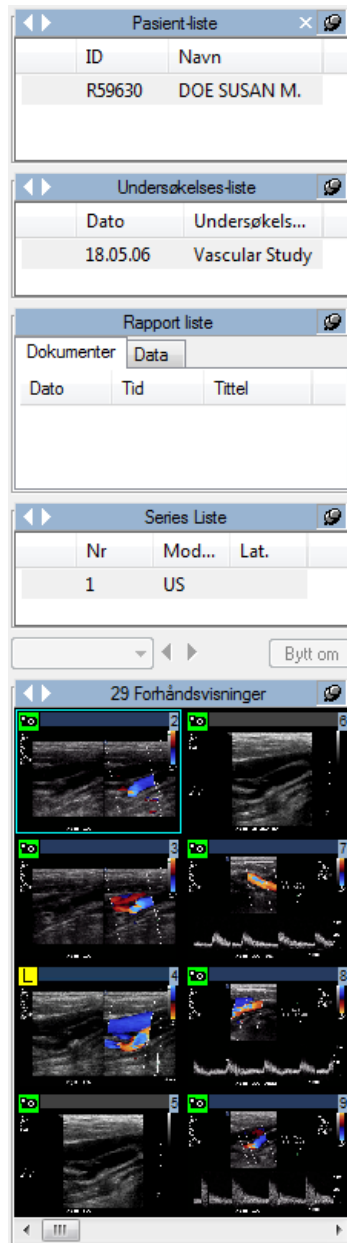 Pasient-liste
ID Navn
R59630 DOE SUSAN M.
Undersøkelses-liste
Dato Undersøkels...
18.05.06 Vascular Study
Rapport liste
Dokumenter Data
Dato Tid Tittel
Series Liste
Nr Mod... Lat.
1 US
Bytt om
29 Forhåndsvisninger
2 6
3 7
L 4 8
5 9